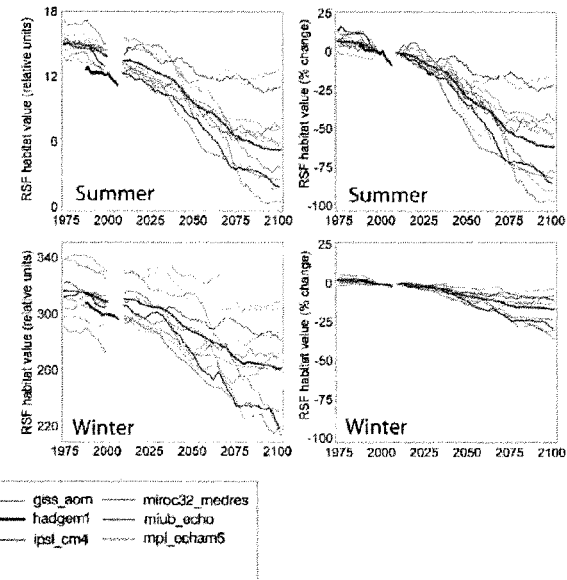 18
12
6
0
RSF habitat value (relative units)
Summer
1975 2000 2025 2050 2075 2100
25
0
-25
-50
-75
-100
RSF habitat value (% change)
Summer
1975 2000 2025 2050 2075 2100
340
300
260
220
RSF habitat value (relative units)
Winter
1975 2000 2025 2050 2075 2100
25
0
-25
-50
-75
-100
RSF habitat value (% change)
Winter
1975 2000 2025 2050 2075 2100
giss_aom miroc32_medres
hadgem1 miub_echo
ipsl_cm4 mpi_echam5